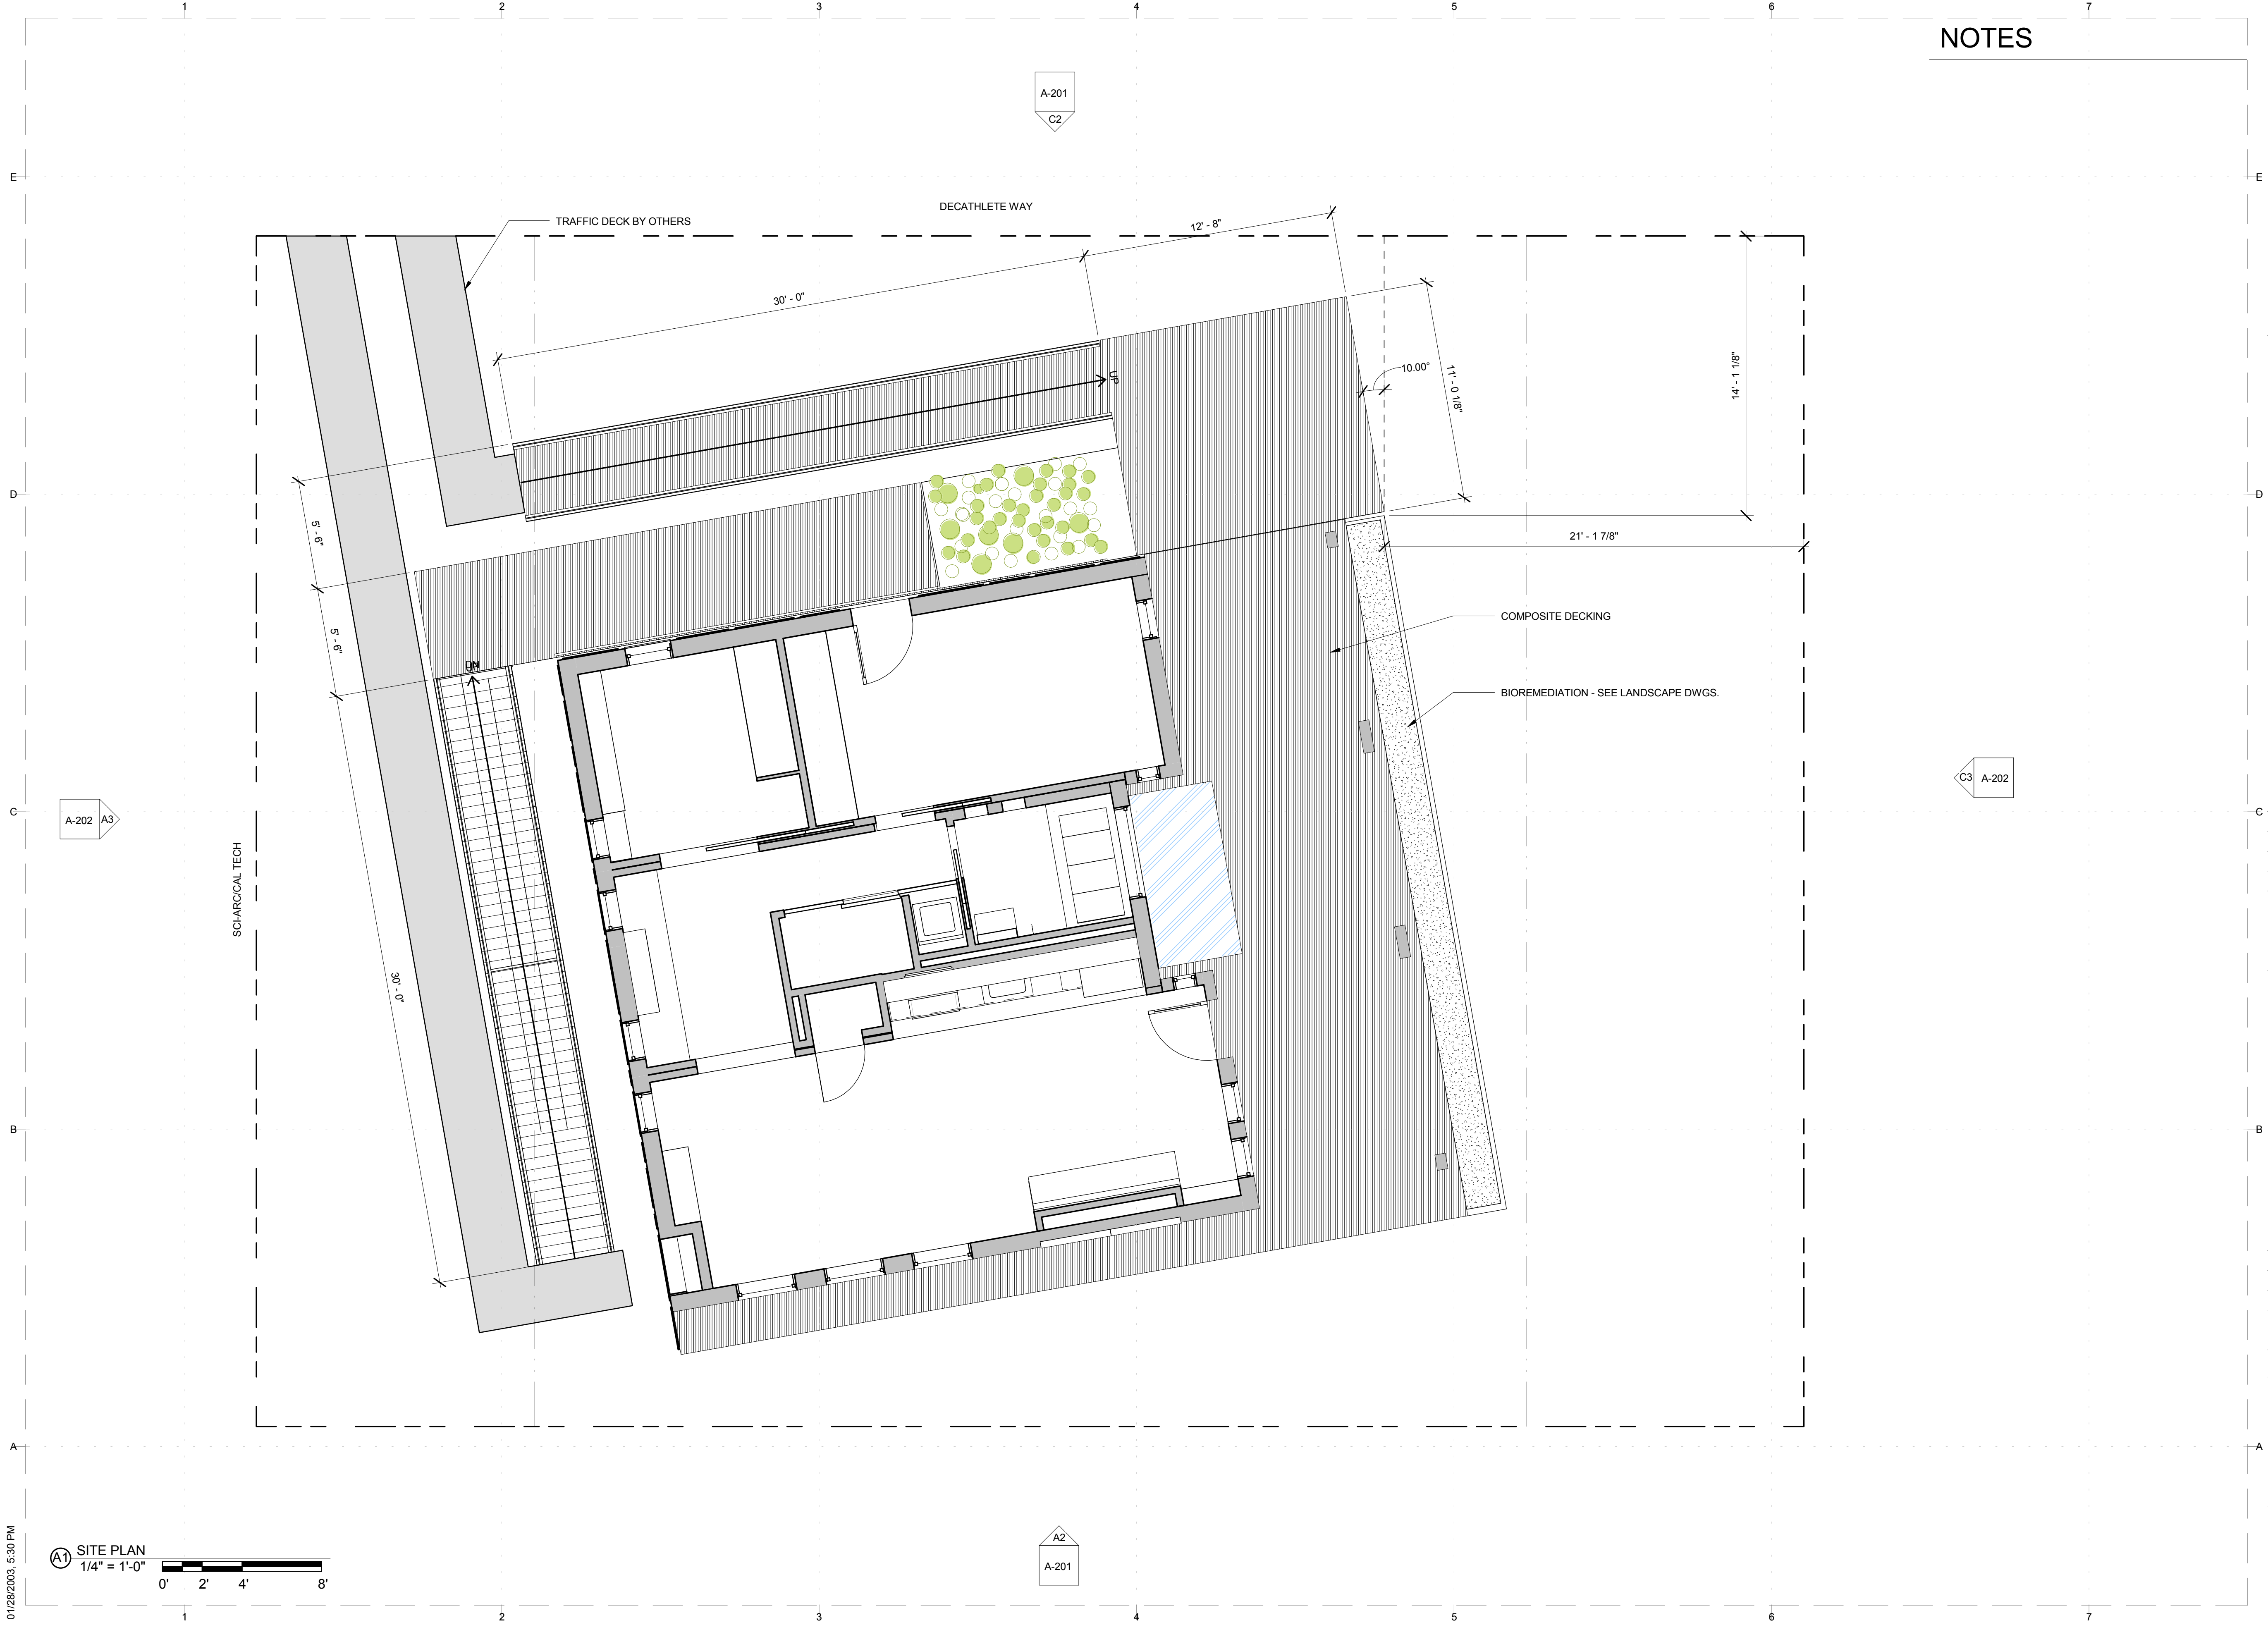 1 2 3 4 5 6 7
NOTES
A-201
C2
E E
DECATHLETE WAY
TRAFFIC DECK BY OTHERS
12' - 8"
30' - 0"
14' - 1 1/8"
10.00°
11' - 0 1/8"
UP
D D
5' - 6"
21' - 1 7/8"
COMPOSITE DECKING
5' - 6"
DN
BIOREMEDIATION - SEE LANDSCAPE DWGS.
C3 A-202
C C
A-202 A3
SCI-ARC/CAL TECH
30' - 0"
B B
A A
A2
A-201
A1 SITE PLAN
1/4" = 1'-0"
0' 2' 4' 8'
01/28/2003, 5:30 PM
1 2 3 4 5 6 7